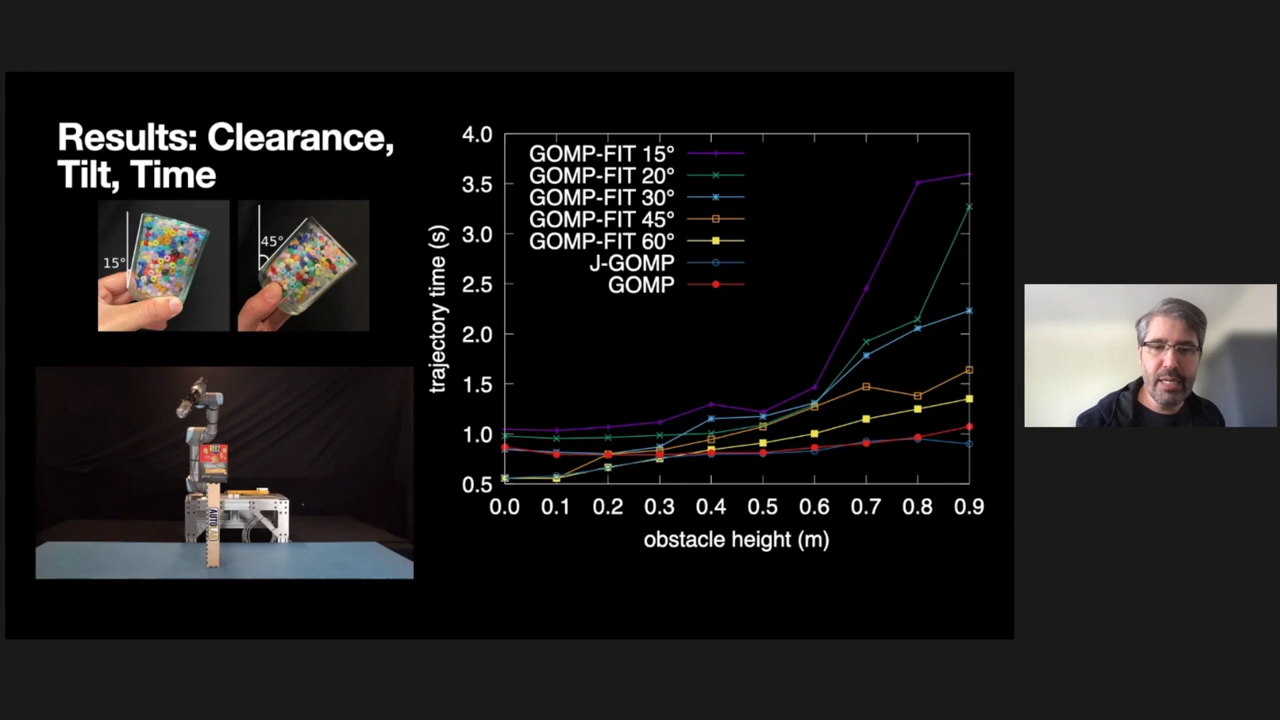 Results: Clearance,
Tilt, Time
15°
45°
trajectory time (s)
4.0
3.5
3.0
2.5
2.0
1.5
1.0
0.5
GOMP-FIT 15°
GOMP-FIT 20°
GOMP-FIT 30°
GOMP-FIT 45°
GOMP-FIT 60°
J-GOMP
GOMP
0.0 0.1 0.2 0.3 0.4 0.5 0.6 0.7 0.8 0.9
obstacle height (m)